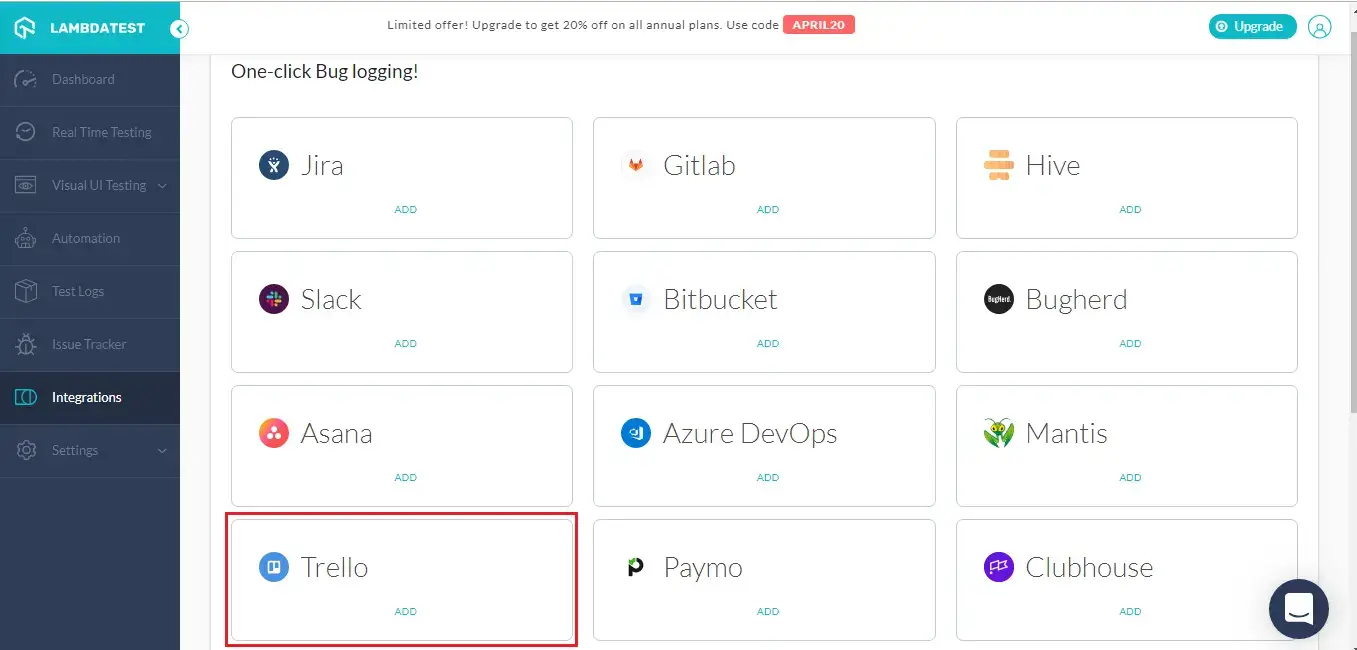 LAMBDATEST
Limited offer! Upgrade to get 20% off on all annual plans. Use code APRIL20
Upgrade
Dashboard
Real Time Testing
Visual UI Testing
Automation
Test Logs
Issue Tracker
Integrations
Settings
One-click Bug logging!
Jira
ADD
Gitlab
ADD
Hive
ADD
Slack
ADD
Bitbucket
ADD
BugHerd.
Bugherd
ADD
Asana
ADD
Azure DevOps
ADD
Mantis
ADD
Trello
ADD
Paymo
ADD
Clubhouse
ADD